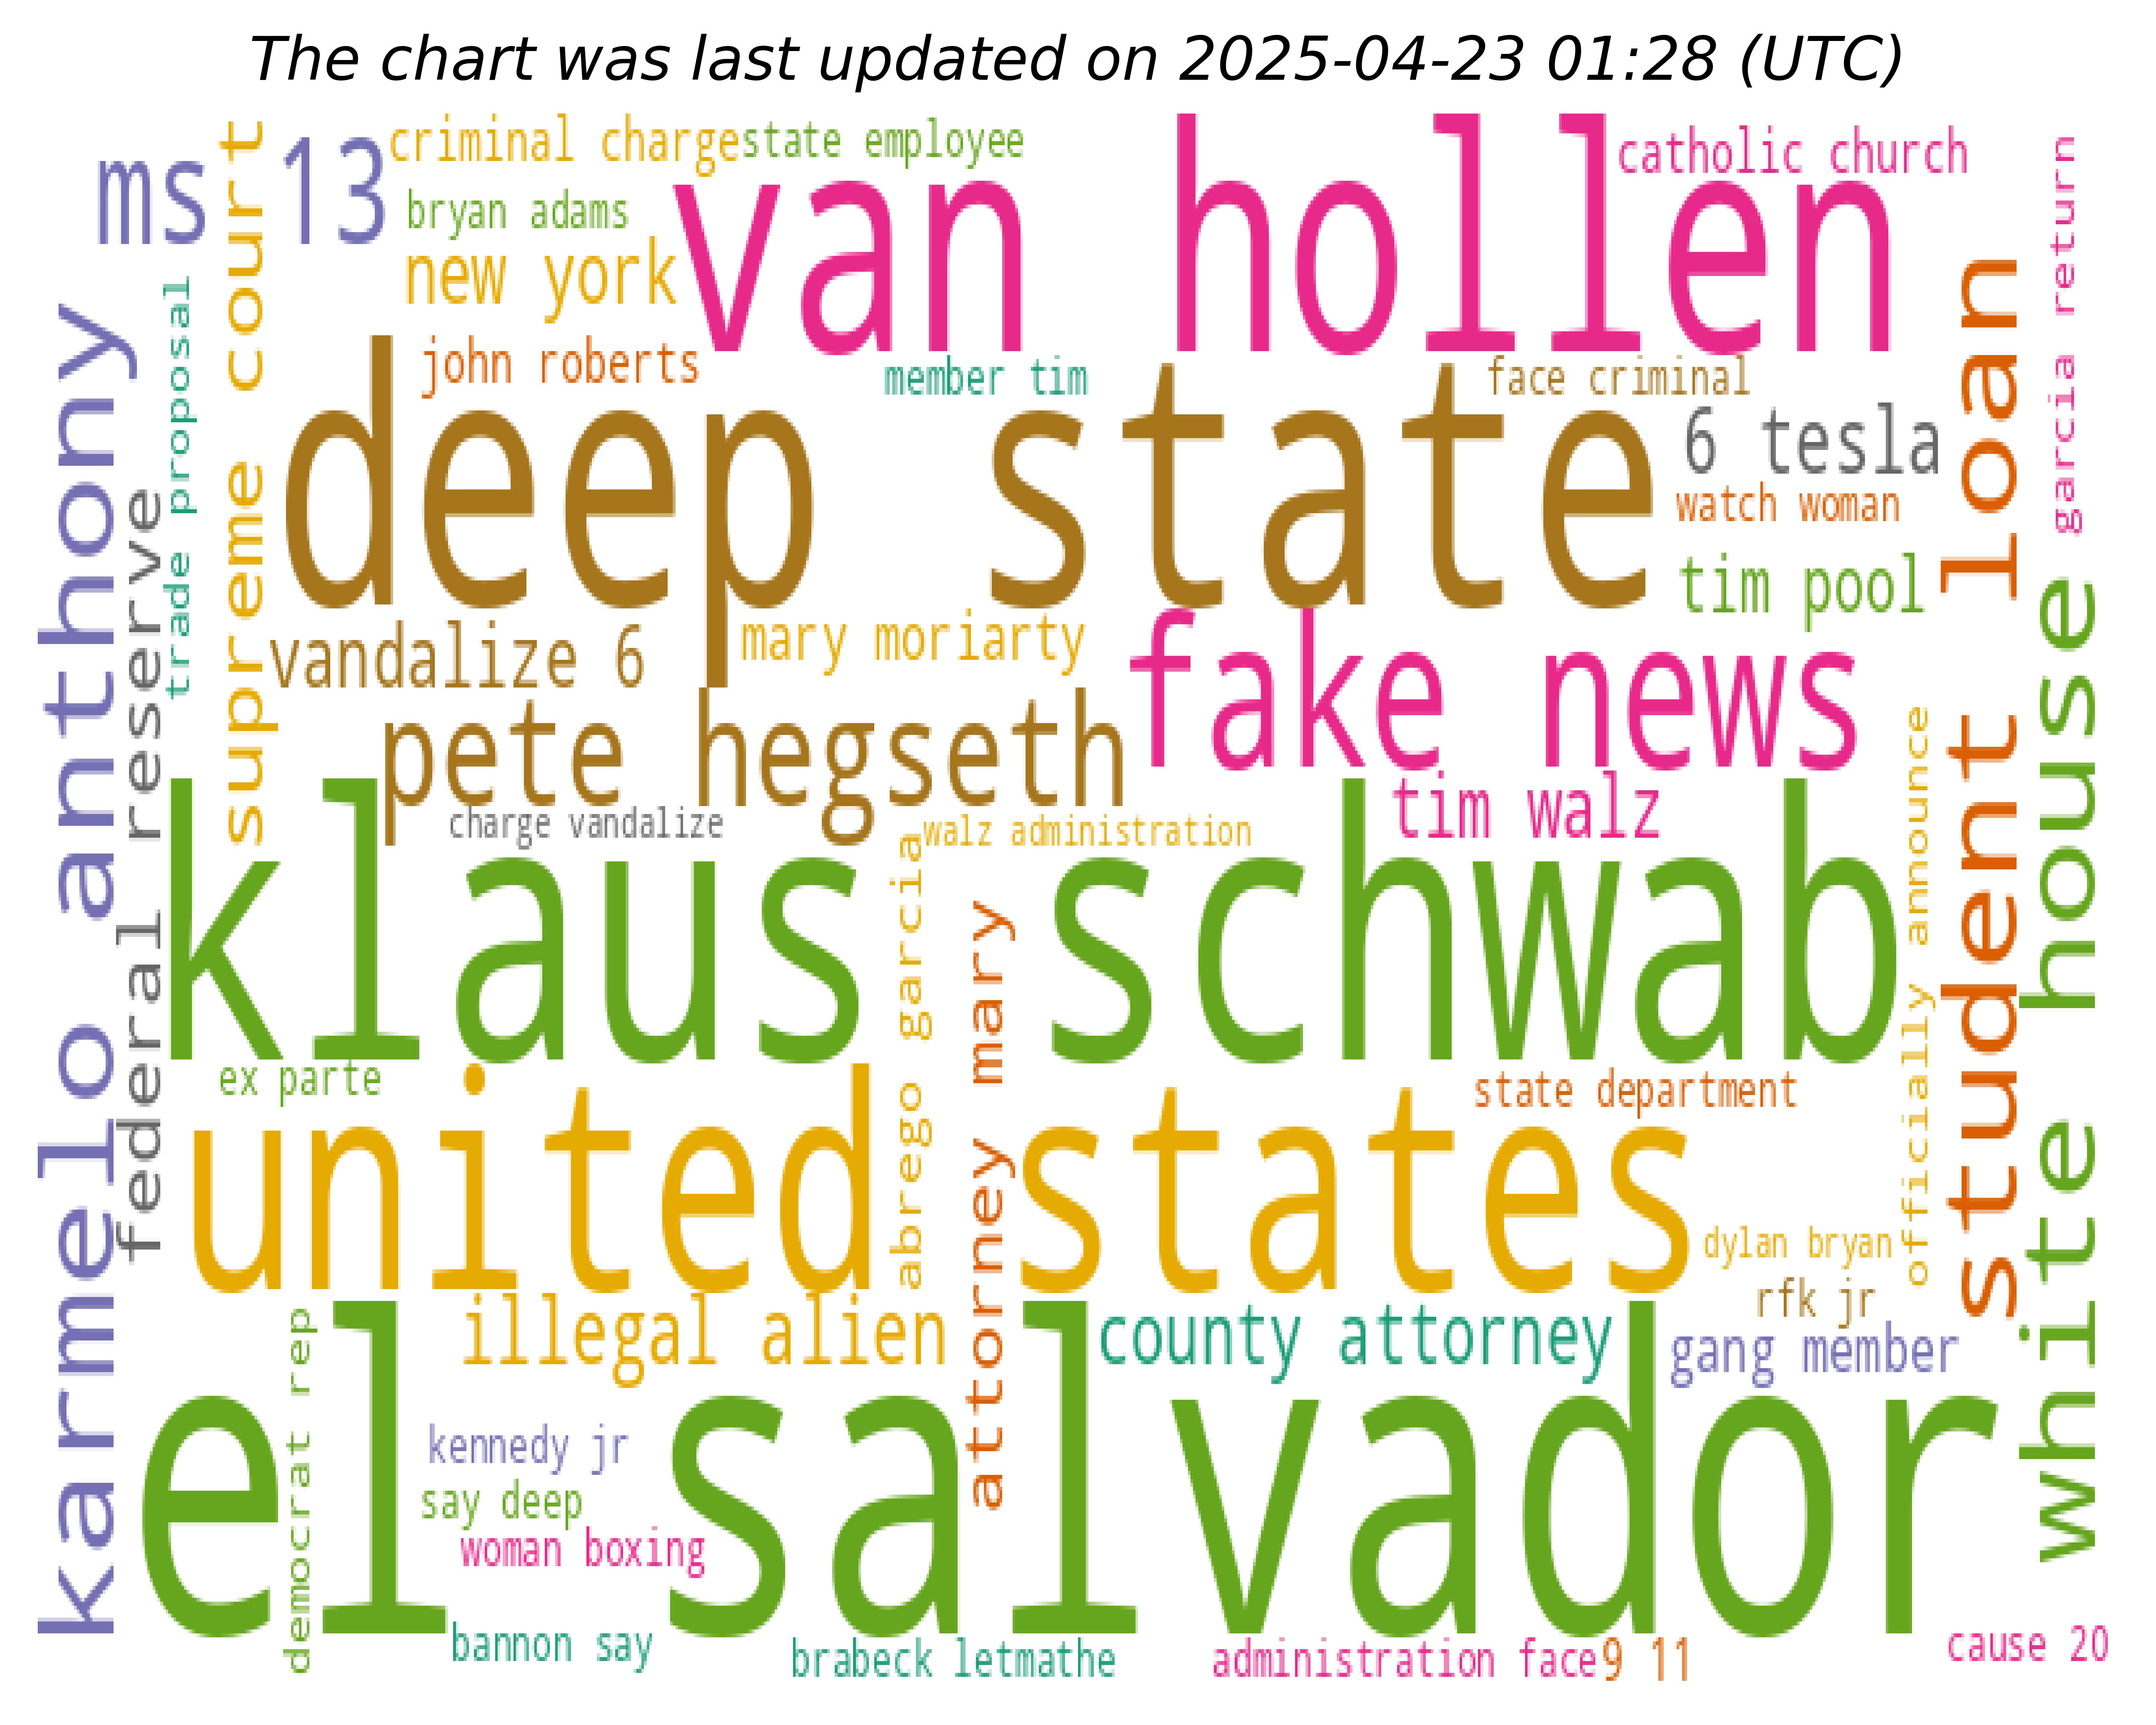 The chart was last updated on 2025-04-23 01:28 (UTC)
criminal charge
state employee
van hollen
catholic church
ms 13
bryan adams
new york
supreme court
garcia return
john roberts
member tim
face criminal
deep state
6 tesla
watch woman
tim pool
student loan
trade proposal
karmelo anthony
federal reserve
vandalize 6
mary moriarty
fake news
pete hegseth
white house
charge vandalize
walz administration
tim walz
klaus schwab
officially announce
abrego garcia
attorney mary
ex parte
state department
united states
dylan bryan
rfk jr
illegal alien
county attorney
gang member
el salvador
democrat rep
kennedy jr
say deep
woman boxing
bannon say
brabeck letmathe
administration face
9 11
cause 20